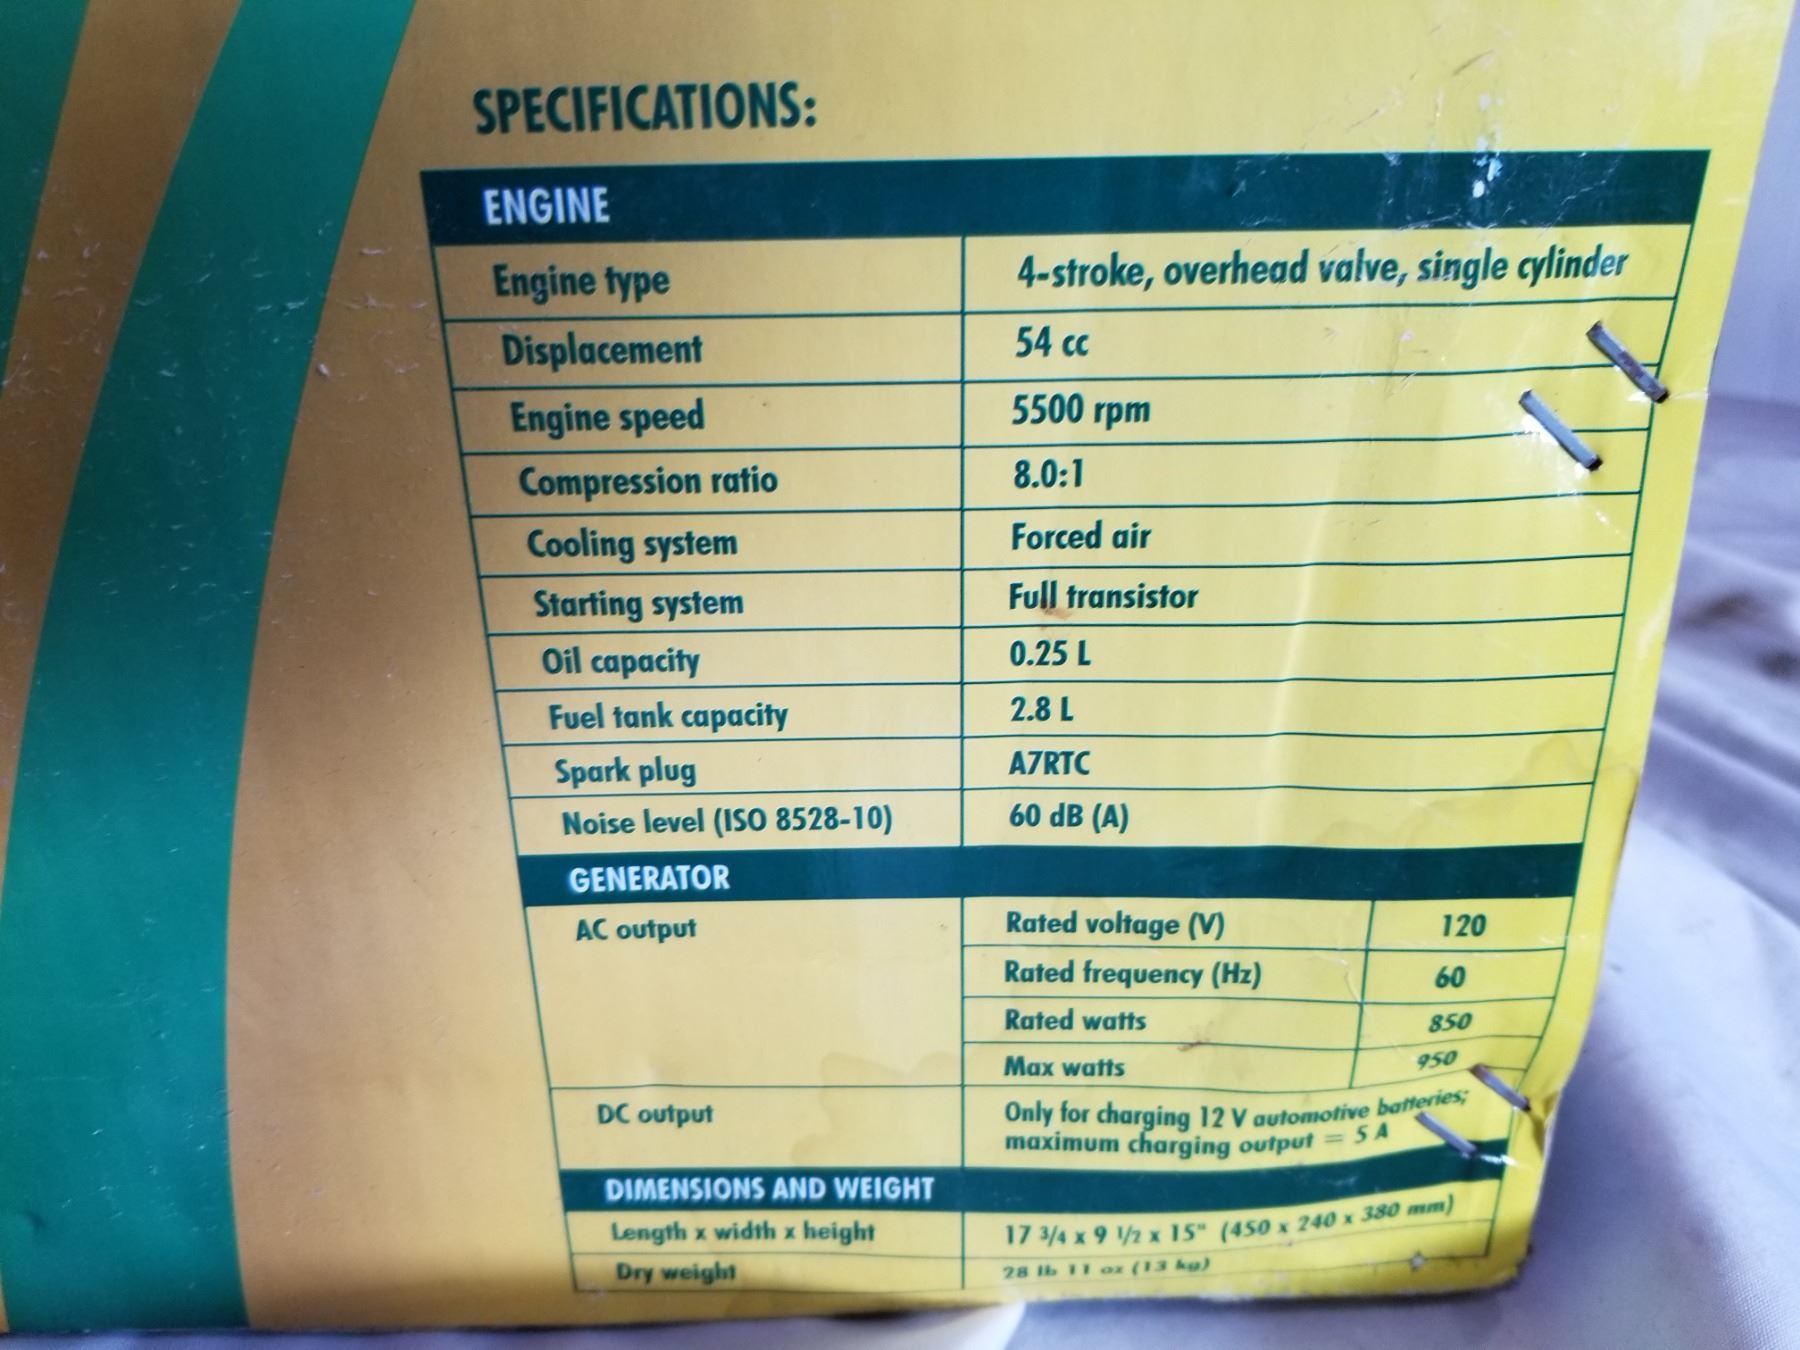 SPECIFICATIONS:
ENGINE
Engine type 4-stroke, overhead valve, single cylinder
Displacement 54 cc
Engine speed 5500 rpm
Compression ratio 8.0:1
Cooling system Forced air
Starting system Full transistor
Oil capacity 0.25 L
Fuel tank capacity 2.8 L
Spark plug A7RTC
Noise level (ISO 8528-10) 60 dB (A)
GENERATOR
AC output Rated voltage (V) 120
Rated frequency (Hz) 60
Rated watts 850
Max watts 950
DC output Only for charging 12 V automotive batteries;
maximum charging output = 5 A
DIMENSIONS AND WEIGHT
Length x width x height 17 3/4 x 9 1/2 x 15" (450 x 240 x 380 mm)
Dry weight 28 lb 11 oz (13 kg)